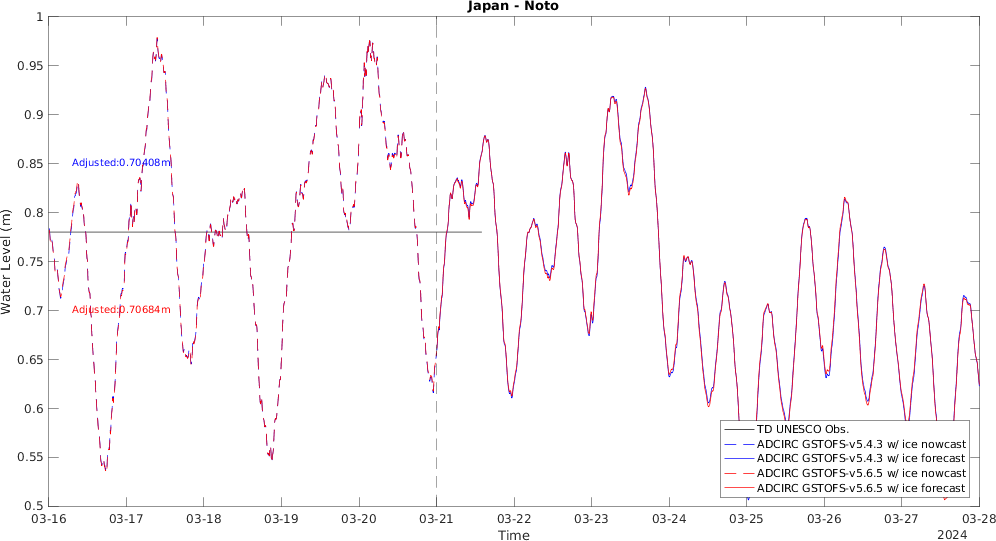 Japan - Noto
1
0.95
0.9
0.85
0.8
0.75
0.7
0.65
0.6
0.55
0.5
Water Level (m)
Adjusted:0.70408m
Adjusted:0.70684m
TD UNESCO Obs.
ADCIRC GSTOFS-v5.4.3 w/ ice nowcast
ADCIRC GSTOFS-v5.4.3 w/ ice forecast
ADCIRC GSTOFS-v5.6.5 w/ ice nowcast
ADCIRC GSTOFS-v5.6.5 w/ ice forecast
03-16 03-17 03-18 03-19 03-20 03-21 03-22 03-23 03-24 03-25 03-26 03-27 03-28
Time
2024